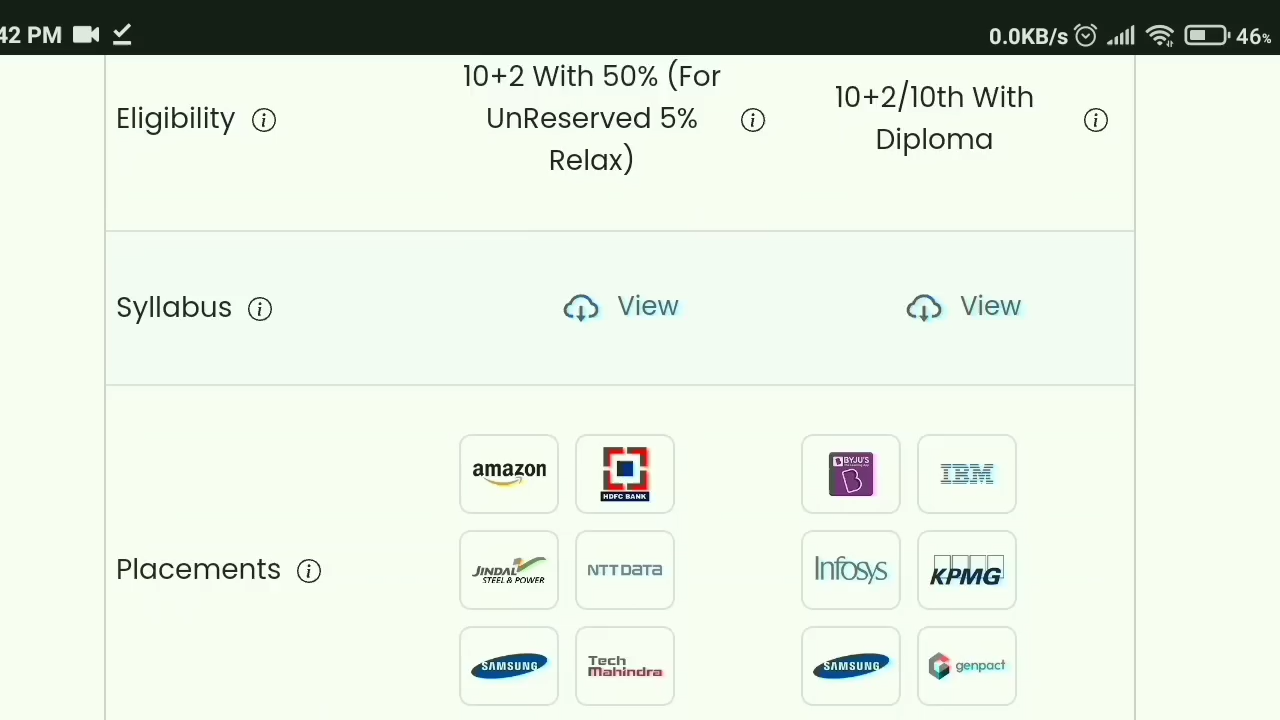 42 PM
0.0KB/s
46%
10+2 With 50% (For
UnReserved 5%
Relax)
Eligibility
10+2/10th With
Diploma
Syllabus
View
View
Placements
amazon
HDFC BANK
BYJU'S
IBM
JINDAL
STEEL & POWER
NTT DATA
Infosys
KPMG
SAMSUNG
Tech
Mahindra
SAMSUNG
genpact